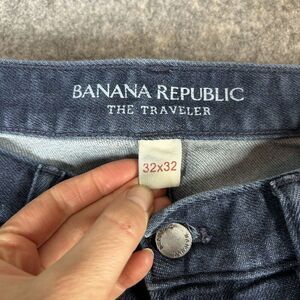 BANANA REPUBLIC
THE TRAVELER
32x32